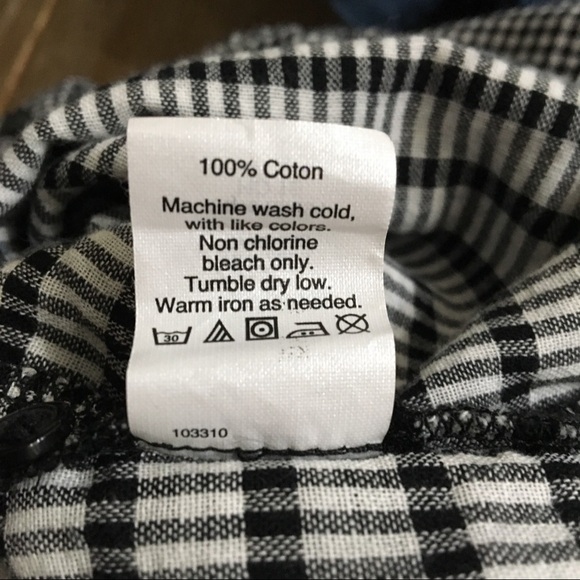 100% Coton
Machine wash cold,
with like colors.
Non chlorine
bleach only.
Tumble dry low.
Warm iron as needed.
30
103310